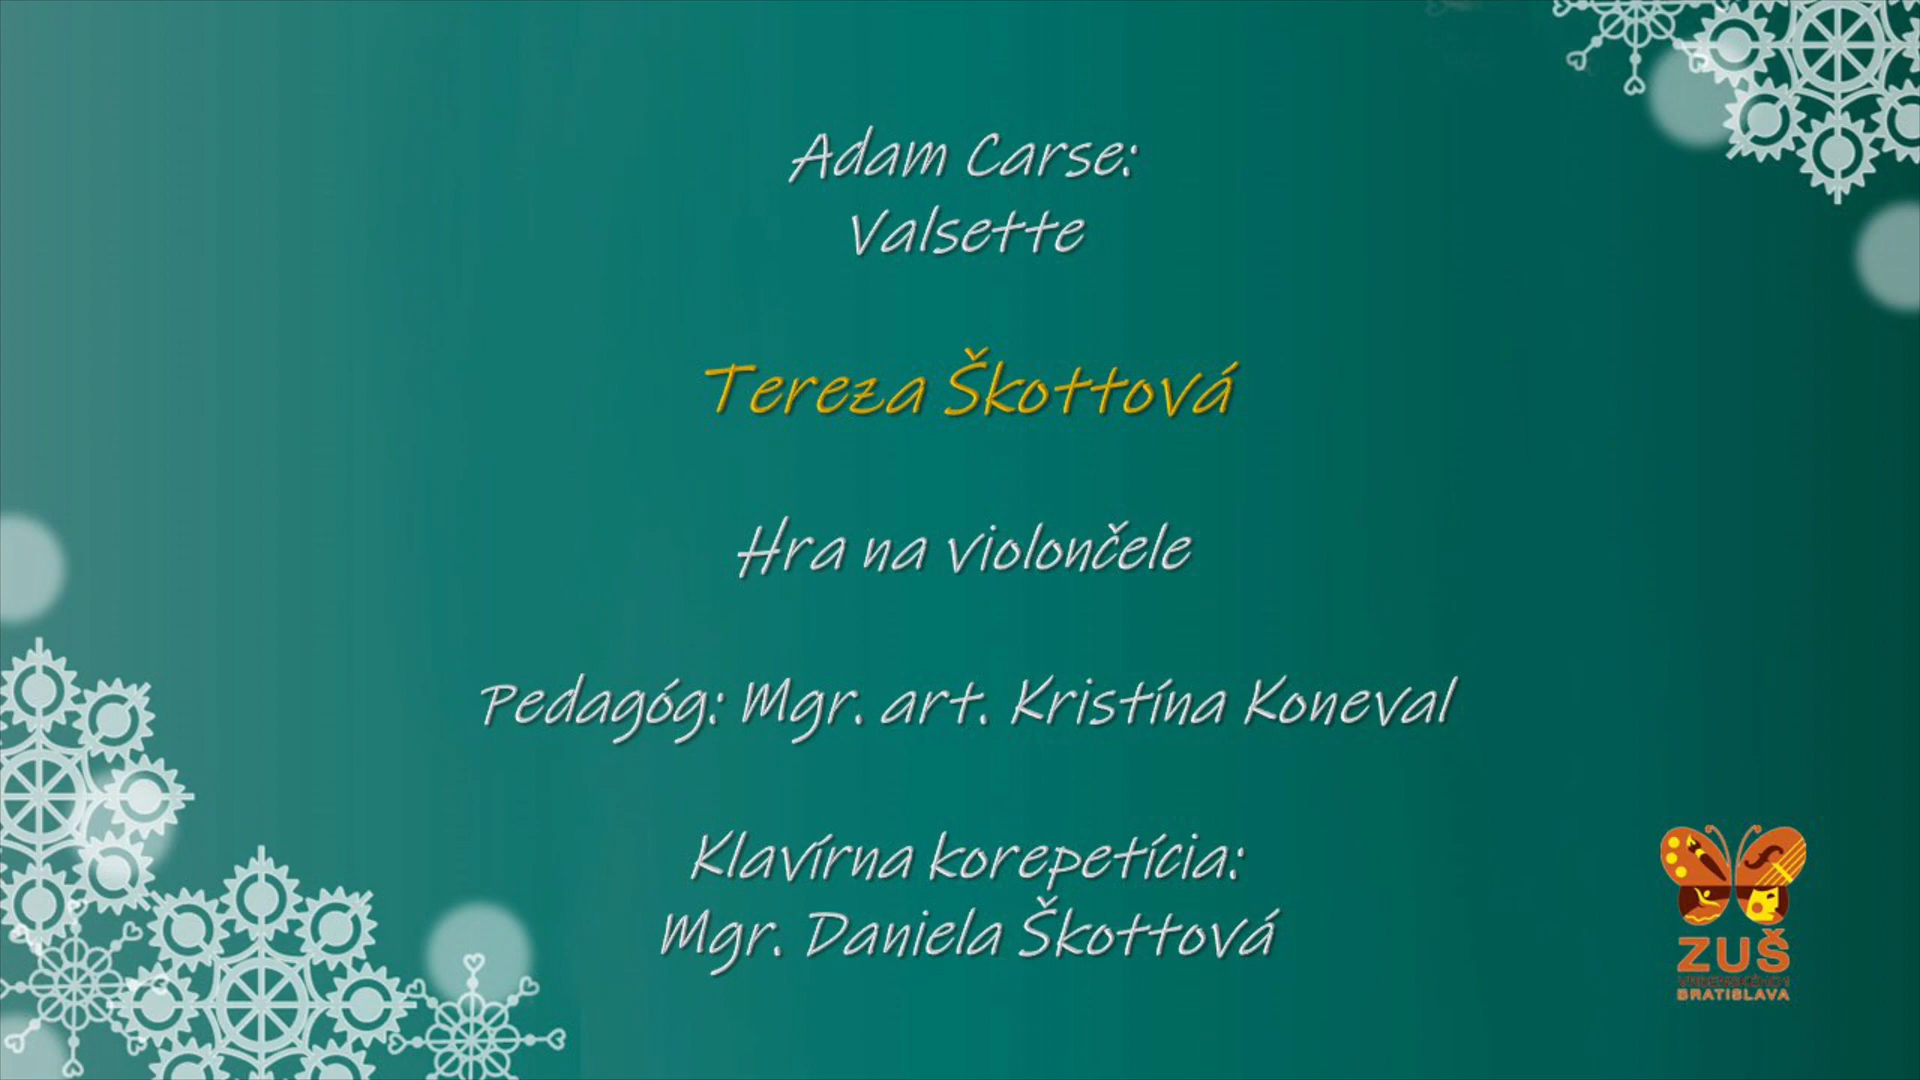 Adam Carse:
Valsette
Tereza Škottová
Hra na violončele
Pedagóg: Mgr. art. Kristína Koneval
Klavírna korepetícia:
Mgr. Daniela Škottová
ZUŠ
BRATISLAVA